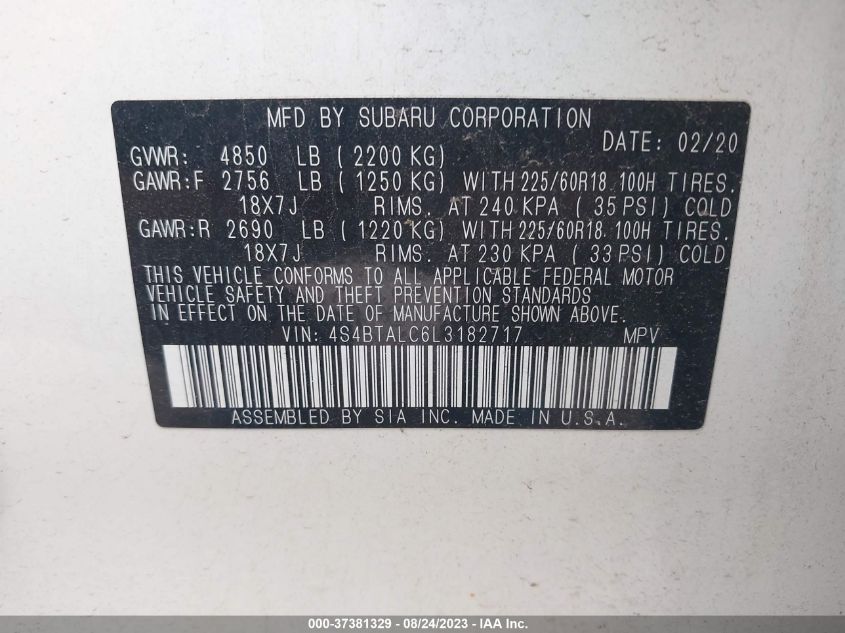 MFD BY SUBARU CORPORATION
DATE: 02/20
GVWR: 4850 LB ( 2200 KG)
GAWR:F 2756 LB ( 1250 KG) WITH 225/60R18 100H TIRES.
18X7J RIMS. AT 240 KPA ( 35 PSI) COLD
GAWR:R 2690 LB ( 1220 KG) WITH 225/60R18 100H TIRES.
18X7J RIMS. AT 230 KPA ( 33 PSI) COLD
THIS VEHICLE CONFORMS TO ALL APPLICABLE FEDERAL MOTOR
VEHICLE SAFETY AND THEFT PREVENTION STANDARDS
IN EFFECT ON THE DATE OF MANUFACTURE SHOWN ABOVE.
VIN: 4S4BTALC6L3182717 MPV
ASSEMBLED BY SIA INC. MADE IN U.S.A.
000-37381329 - 08/24/2023 - IAA Inc.